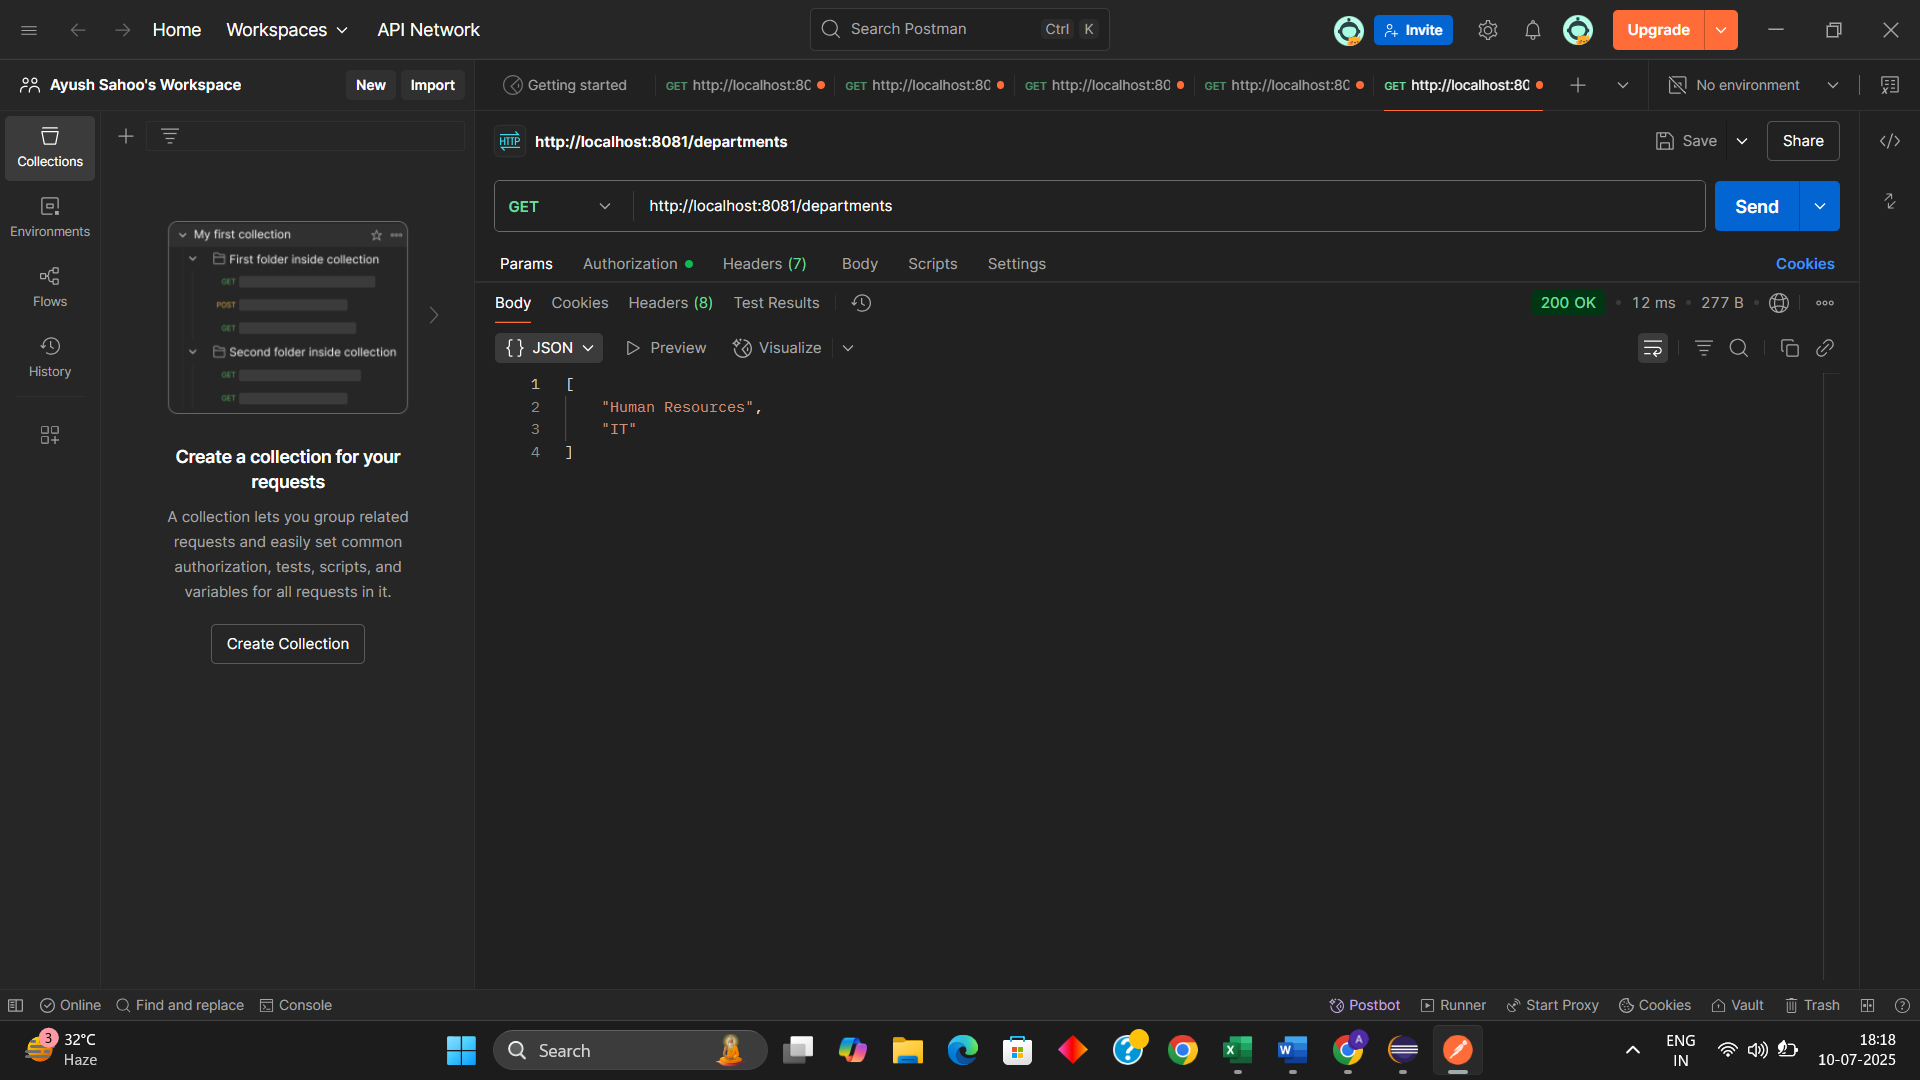 Home
Workspaces
API Network
Search Postman
Ctrl
K
Invite
Upgrade
Ayush Sahoo's Workspace
New
Import
Getting started
GET http://localhost:80
GET http://localhost:80
GET http://localhost:80
GET http://localhost:80
GET http://localhost:80
No environment
Collections
Environments
Flows
History
My first collection
First folder inside collection
GET
POST
GET
Second folder inside collection
GET
GET
Create a collection for your
requests
A collection lets you group related
requests and easily set common
authorization, tests, scripts, and
variables for all requests in it.
Create Collection
HTTP
http://localhost:8081/departments
Save
Share
GET
http://localhost:8081/departments
Send
Params
Authorization
Headers (7)
Body
Scripts
Settings
Cookies
Body
Cookies
Headers (8)
Test Results
200 OK
12 ms
277 B
{} JSON
Preview
Visualize
1 [
2 "Human Resources",
3 "IT"
4 ]
Online
Find and replace
Console
Postbot
Runner
Start Proxy
Cookies
Vault
Trash
3
32°C
Haze
Search
A
ENG
IN
18:18
10-07-2025